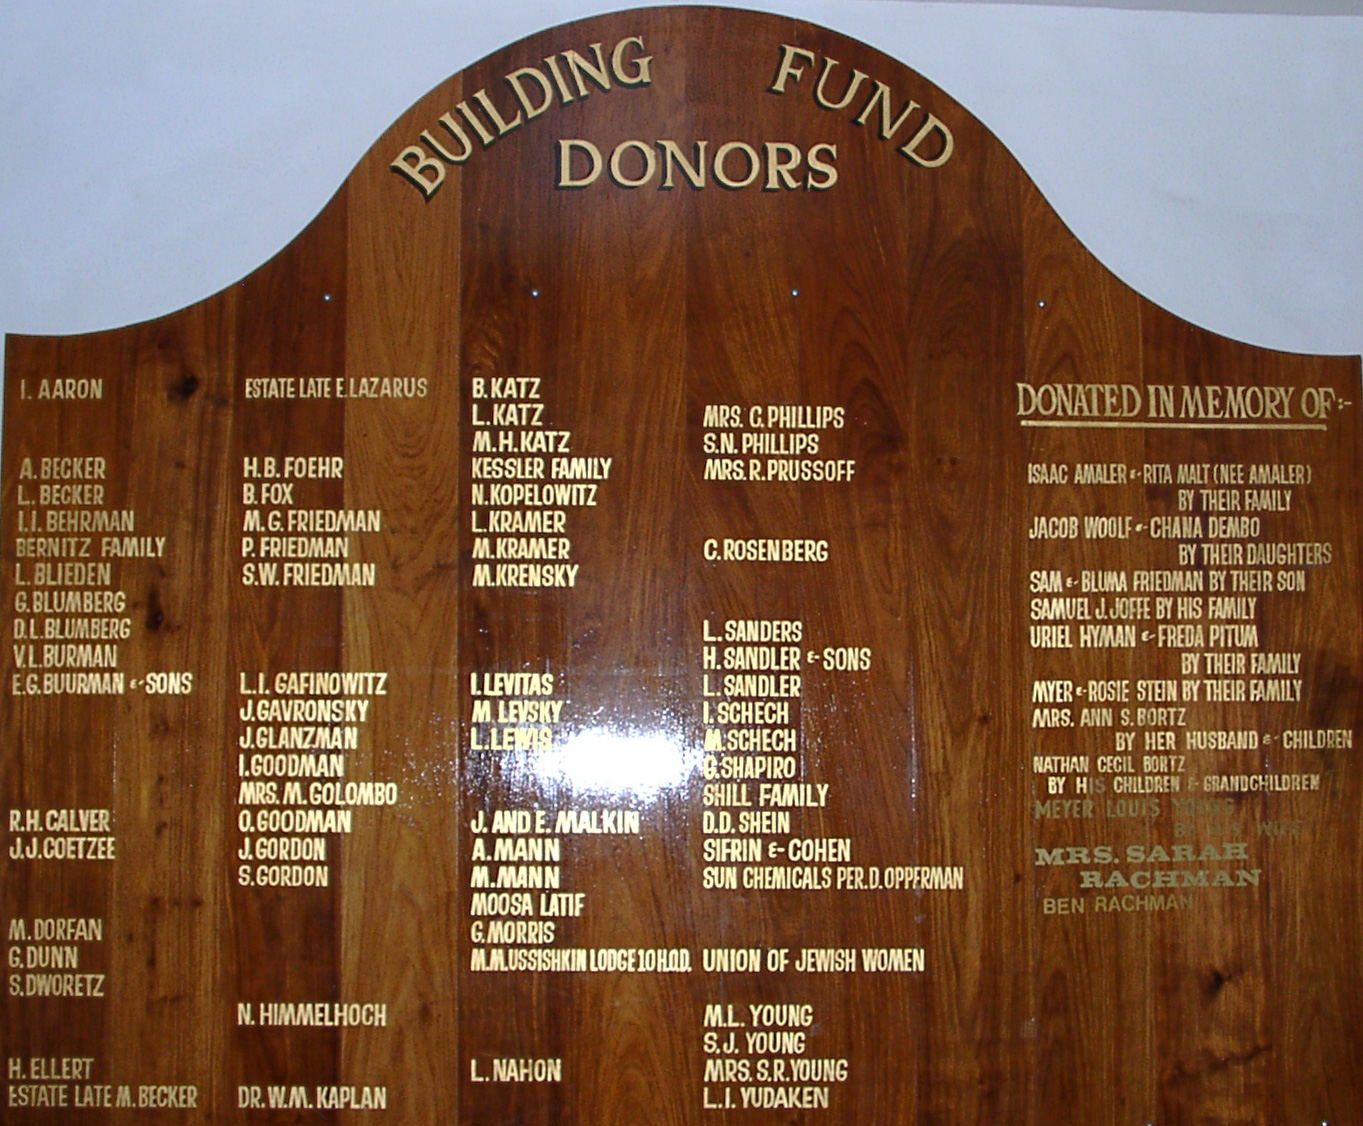 BUILDING FUND
DONORS
I. AARON
A. BECKER
L. BECKER
I.I. BEHRMAN
BERNITZ FAMILY
L. BLIEDEN
G. BLUMBERG
D.L. BLUMBERG
V.L. BURMAN
E.G. BUURMAN & SONS
R.H. CALVER
J.J. COETZEE
M. DORFAN
G. DUNN
S. DWORETZ
H. ELLERT
ESTATE LATE M. BECKER
ESTATE LATE E. LAZARUS
H.B. FOEHR
B. FOX
M.G. FRIEDMAN
P. FRIEDMAN
S.W. FRIEDMAN
L.I. GAFINOWITZ
J. GAVRONSKY
J. GLANZMAN
I. GOODMAN
MRS. M. GOLOMBO
O. GOODMAN
J. GORDON
S. GORDON
N. HIMMELHOCH
DR. W.M. KAPLAN
B. KATZ
L. KATZ
M.H. KATZ
KESSLER FAMILY
N. KOPELOWITZ
L. KRAMER
M. KRAMER
M. KRENSKY
I. LEVITAS
M. LEVSKY
L. LEWIS
J. AND E. MALKIN
A. MANN
M. MANN
MOOSA LATIF
G. MORRIS
M.M. USSISHKIN LODGE 10 H.O.D.
L. NAHON
MRS. G. PHILLIPS
S.N. PHILLIPS
MRS. R. PRUSSOFF
C. ROSENBERG
L. SANDERS
H. SANDLER & SONS
L. SANDLER
I. SCHECH
M. SCHECH
G. SHAPIRO
SHILL FAMILY
D.D. SHEIN
SIFRIN & COHEN
SUN CHEMICALS PER. D. OPPERMAN
UNION OF JEWISH WOMEN
M.L. YOUNG
S.J. YOUNG
MRS. S.R. YOUNG
L.I. YUDAKEN
DONATED IN MEMORY OF:-
ISAAC AMALER & RITA MALT (NEE AMALER)
BY THEIR FAMILY
JACOB WOOLF & CHANA DEMBO
BY THEIR DAUGHTERS
SAM & BLUMA FRIEDMAN BY THEIR SON
SAMUEL J. JOFFE BY HIS FAMILY
URIEL HYMAN & FREDA PITUM
BY THEIR FAMILY
MYER & ROSIE STEIN BY THEIR FAMILY
MRS. ANN S. BORTZ
BY HER HUSBAND & CHILDREN
NATHAN CECIL BORTZ
BY HIS CHILDREN & GRANDCHILDREN
MEYER LOUIS YOUNG
BY HIS WIFE
MRS. SARAH
RACHMAN
BEN RACHMAN